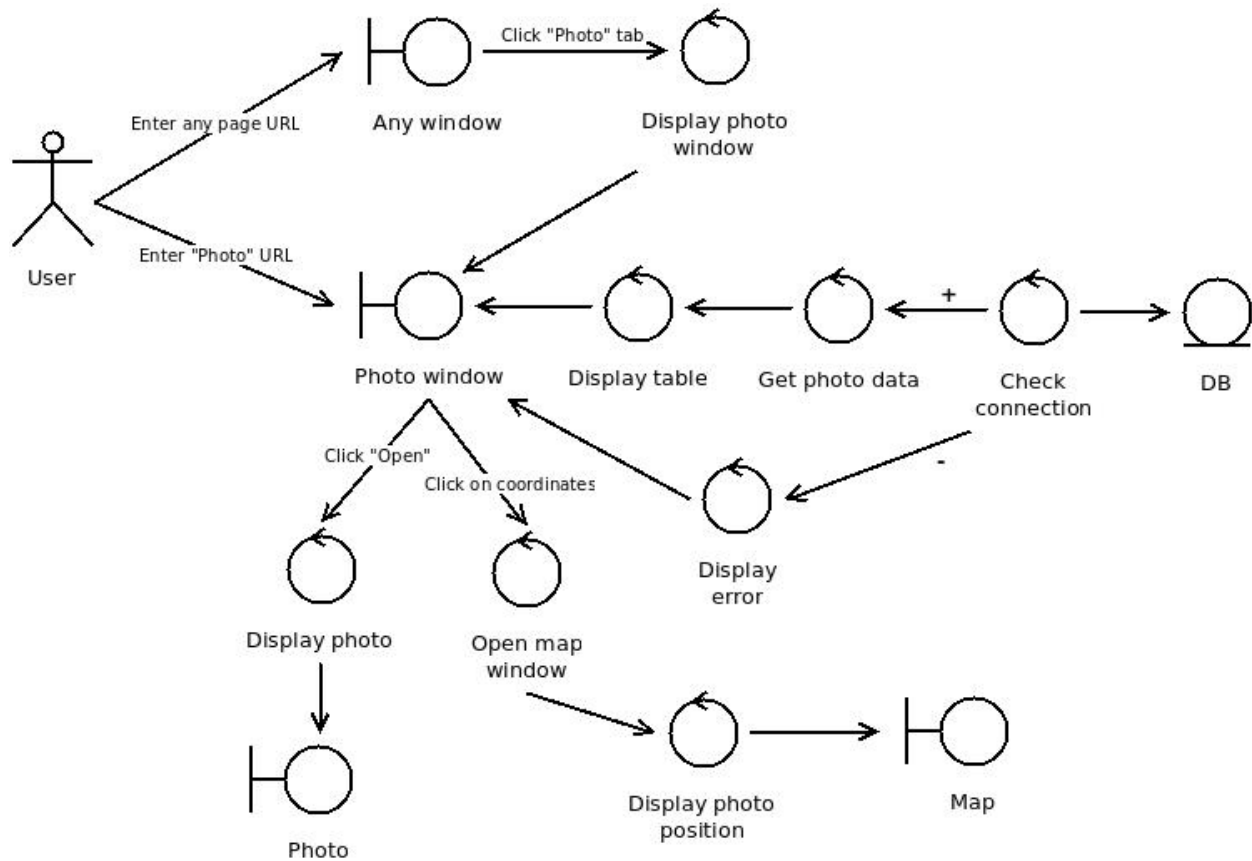 Click "Photo" tab
Enter any page URL
Any window
Display photo
window
Enter "Photo" URL
User
+
Photo window
Display table
Get photo data
Check
connection
DB
Click "Open"
Click on coordinates
-
Display
error
Display photo
Open map
window
Display photo
position
Map
Photo